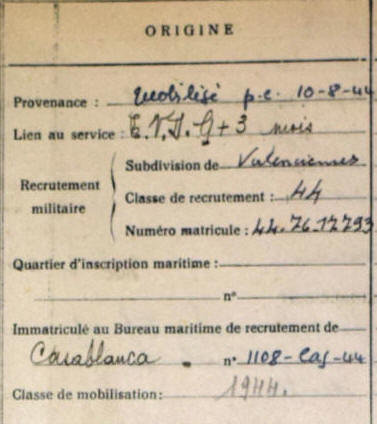 ORIGINE
Provenance : Mobilisé p.c. 10-8-44
Lien au service : E.V.D.G + 3 mois
Subdivision de Valenciennes
Recrutement militaire
Classe de recrutement : 44
Numéro matricule : 44.76.17793
Quartier d'inscription maritime :
n°
Immatriculé au Bureau maritime de recrutement de
Casablanca n° 1108-Cas-44
Classe de mobilisation : 1944.